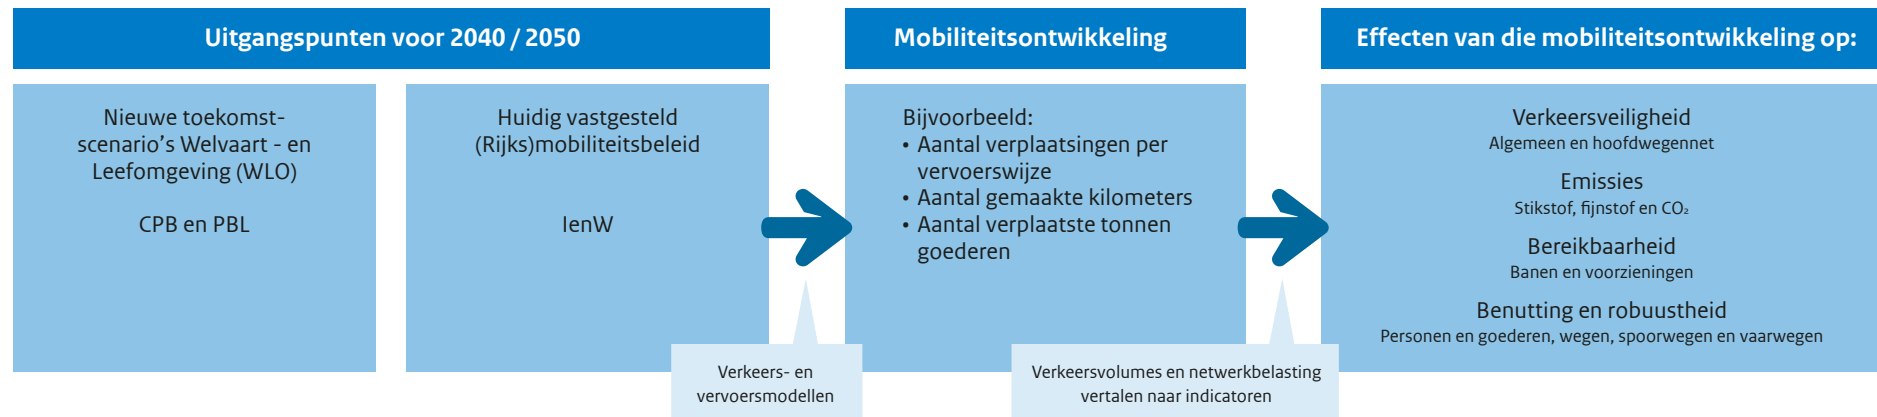 Uitgangspunten voor 2040 / 2050
Nieuwe toekomst-
scenario's Welvaart - en
Leefomgeving (WLO)
CPB en PBL
Huidig vastgesteld
(Rijks)mobiliteitsbeleid
IenW
Verkeers- en
vervoersmodellen
Mobiliteitsontwikkeling
Bijvoorbeeld:
• Aantal verplaatsingen per
vervoerswijze
• Aantal gemaakte kilometers
• Aantal verplaatste tonnen
goederen
Verkeersvolumes en netwerkbelasting
vertalen naar indicatoren
Effecten van die mobiliteitsontwikkeling op:
Verkeersveiligheid
Algemeen en hoofdwegennet
Emissies
Stikstof, fijnstof en CO₂
Bereikbaarheid
Banen en voorzieningen
Benutting en robuustheid
Personen en goederen, wegen, spoorwegen en vaarwegen